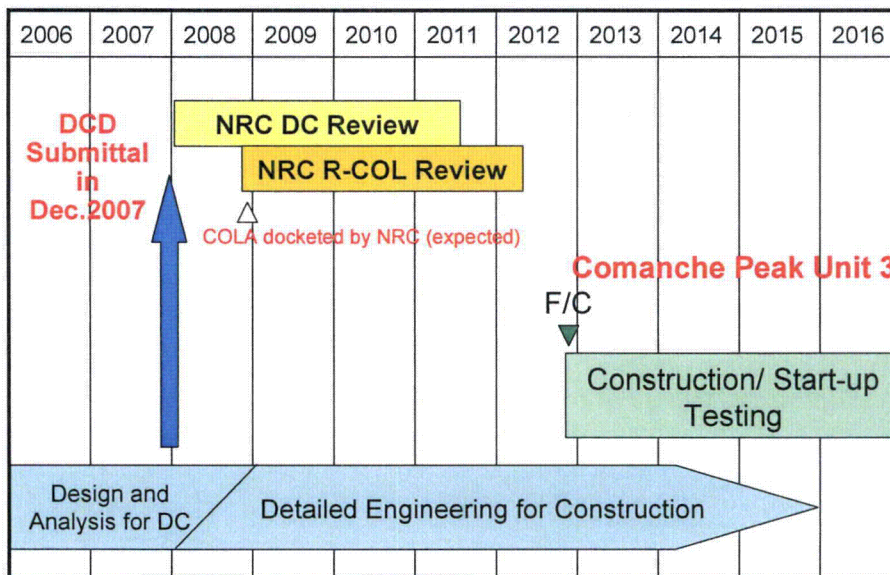 2006 2007 2008 2009 2010 2011 2012 2013 2014 2015 2016
DCD
Submittal
in
Dec.2007
NRC DC Review
NRC R-COL Review
COLA docketed by NRC (expected)
Comanche Peak Unit 3
F/C
Construction/ Start-up
Testing
Design and
Analysis for DC
Detailed Engineering for Construction